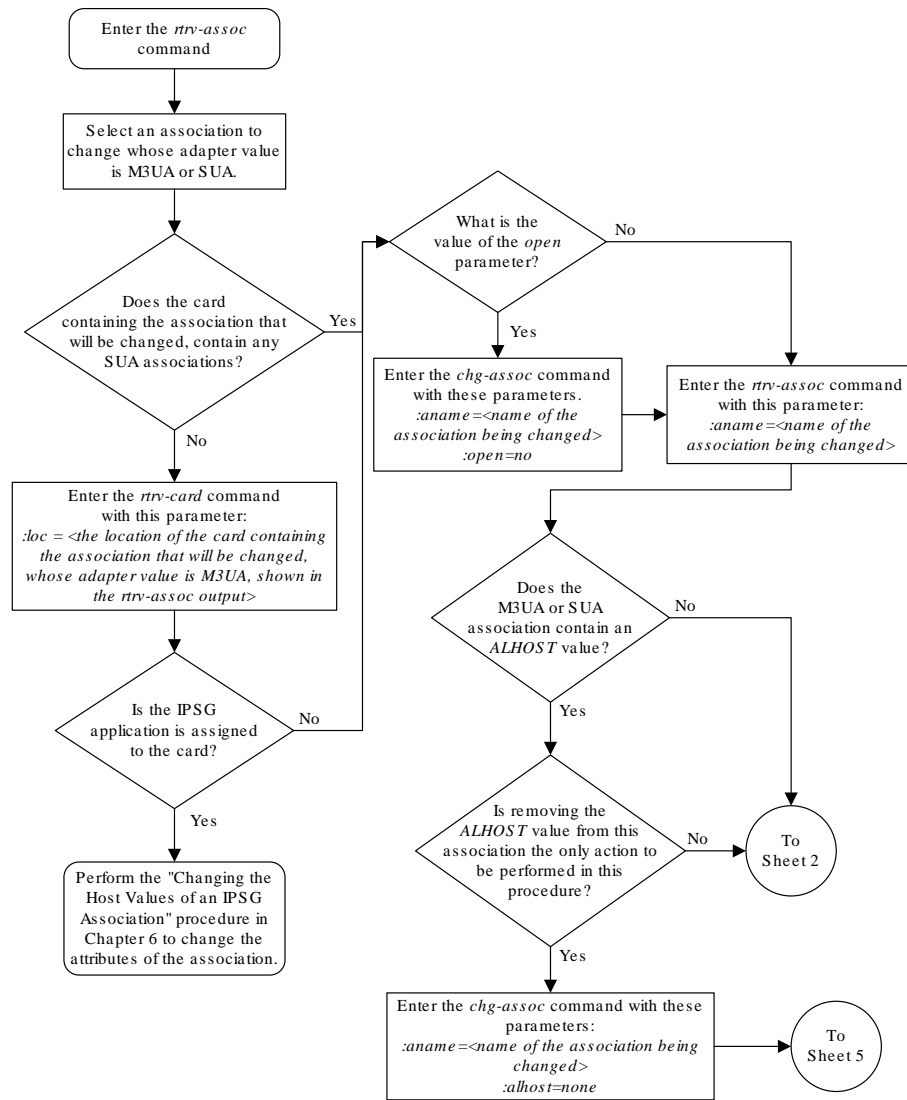 Enter the rtrv-assoc
command
Select an association to
change whose adapter value
is M3UA or SUA.
Does the card
containing the association that
will be changed, contain any
SUA associations?
Yes
No
Enter the rtrv-card command
with this parameter:
:loc = <the location of the card containing
the association that will be changed,
whose adapter value is M3UA, shown in
the rtrv-assoc output>
Is the IPSG
application is assigned
to the card?
No
Yes
Perform the "Changing the
Host Values of an IPSG
Association" procedure in
Chapter 6 to change the
attributes of the association.
What is the
value of the open
parameter?
No
Yes
Enter the chg-assoc command
with these parameters.
:aname=<name of the
association being changed>
:open=no
Enter the rtrv-assoc command
with this parameter:
:aname=<name of the
association being changed>
Does the
M3UA or SUA
association contain an
ALHOST value?
No
Yes
Is removing the
ALHOST value from this
association the only action to
be performed in this
procedure?
No
To
Sheet 2
Yes
Enter the chg-assoc command with these
parameters:
:aname=<name of the association being
changed>
:alhost=none
To
Sheet 5